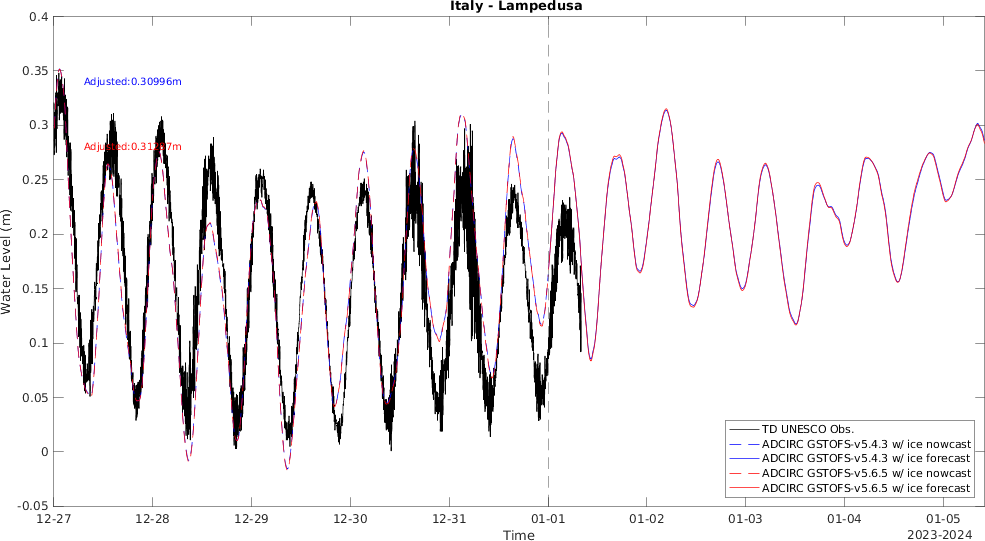 Italy - Lampedusa
0.4
0.35
0.3
0.25
0.2
0.15
0.1
0.05
0
-0.05
Water Level (m)
Adjusted:0.30996m
TD UNESCO Obs.
ADCIRC GSTOFS-v5.4.3 w/ ice nowcast
ADCIRC GSTOFS-v5.4.3 w/ ice forecast
ADCIRC GSTOFS-v5.6.5 w/ ice nowcast
ADCIRC GSTOFS-v5.6.5 w/ ice forecast
12-27 12-28 12-29 12-30 12-31 01-01 01-02 01-03 01-04 01-05
Time
2023-2024